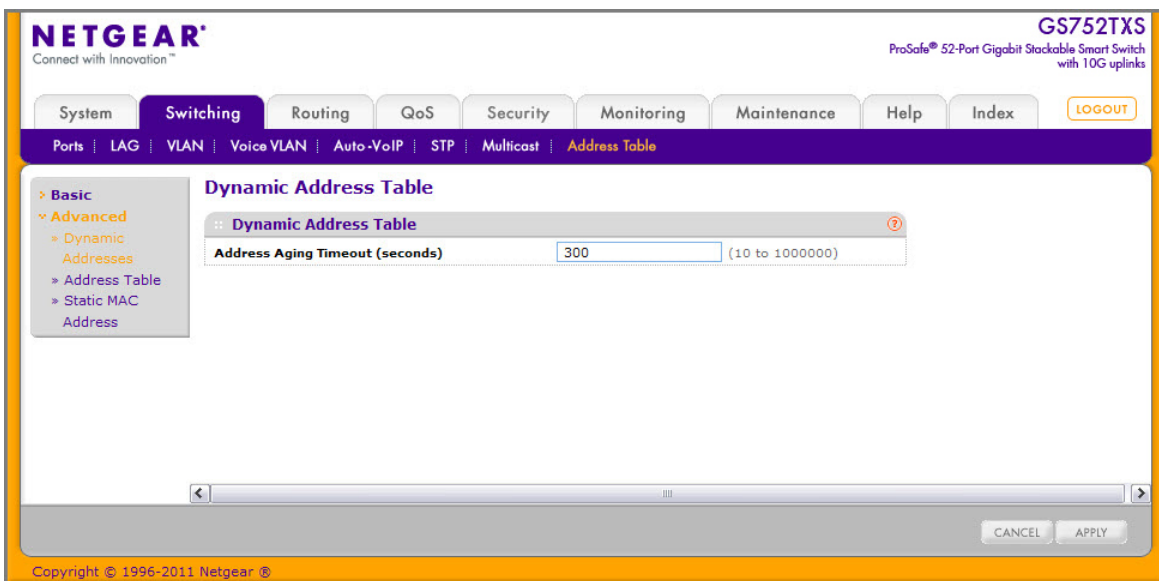 NETGEAR®
Connect with Innovation™
GS752TXS
ProSafe® 52-Port Gigabit Stackable Smart Switch
with 10G uplinks
System Switching Routing QoS Security Monitoring Maintenance Help Index LOGOUT
Ports LAG VLAN Voice VLAN Auto-VoIP STP Multicast Address Table
Basic
Advanced
» Dynamic
Addresses
» Address Table
» Static MAC
Address
Dynamic Address Table
Dynamic Address Table ?
Address Aging Timeout (seconds) 300 (10 to 1000000)
CANCEL APPLY
Copyright © 1996-2011 Netgear ®